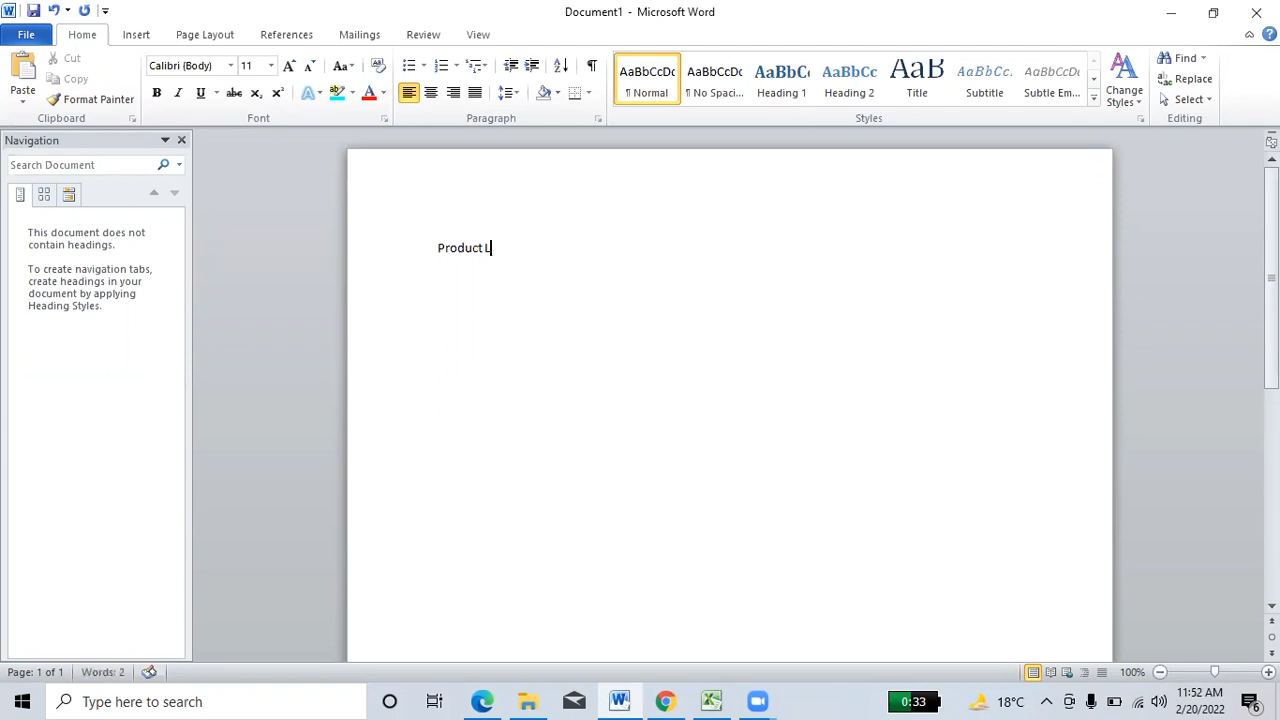 Document1 - Microsoft Word
File Home Insert Page Layout References Mailings Review View
Paste
Cut
Copy
Format Painter
Clipboard
Calibri (Body) 11
Font
Paragraph
AaBbCcDc AaBbCcDc AaBbCc AaBbCc AaB AaBbCc. AaBbCcDc
¶ Normal ¶ No Spaci... Heading 1 Heading 2 Title Subtitle Subtle Em...
Change Styles
Styles
Find
Replace
Select
Editing
Navigation
Search Document
This document does not
contain headings.
To create navigation tabs,
create headings in your
document by applying
Heading Styles.
Product L
Page: 1 of 1 Words: 2 100%
Type here to search
0:33
18°C
11:52 AM
2/20/2022
6